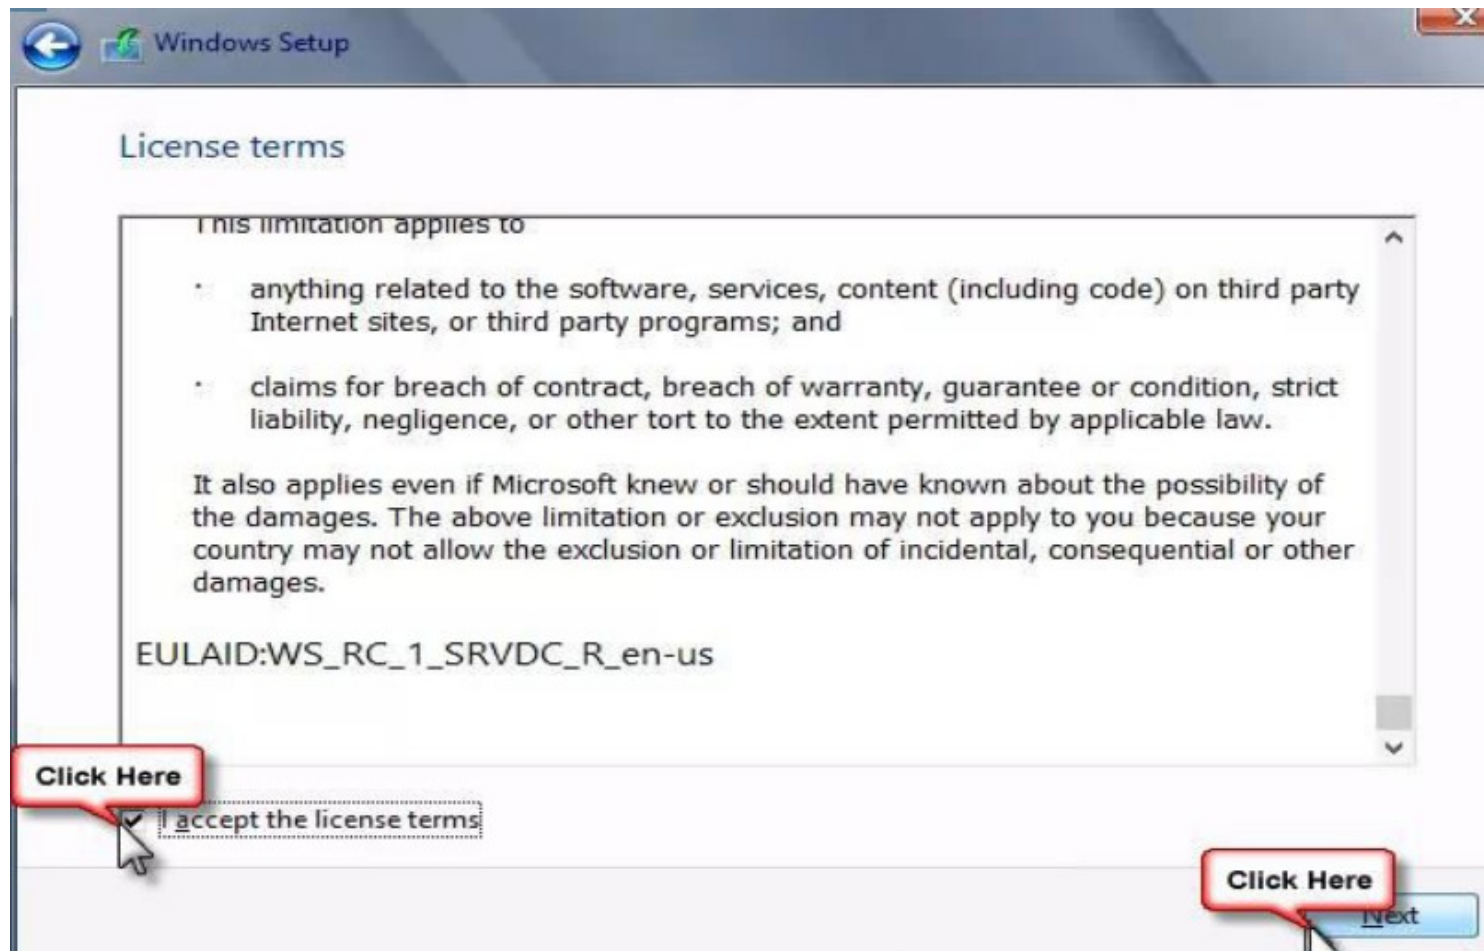 Windows Setup
License terms
This limitation applies to
· anything related to the software, services, content (including code) on third party
Internet sites, or third party programs; and
· claims for breach of contract, breach of warranty, guarantee or condition, strict
liability, negligence, or other tort to the extent permitted by applicable law.
It also applies even if Microsoft knew or should have known about the possibility of
the damages. The above limitation or exclusion may not apply to you because your
country may not allow the exclusion or limitation of incidental, consequential or other
damages.
EULAID:WS_RC_1_SRVDC_R_en-us
Click Here
I accept the license terms
Click Here
Next